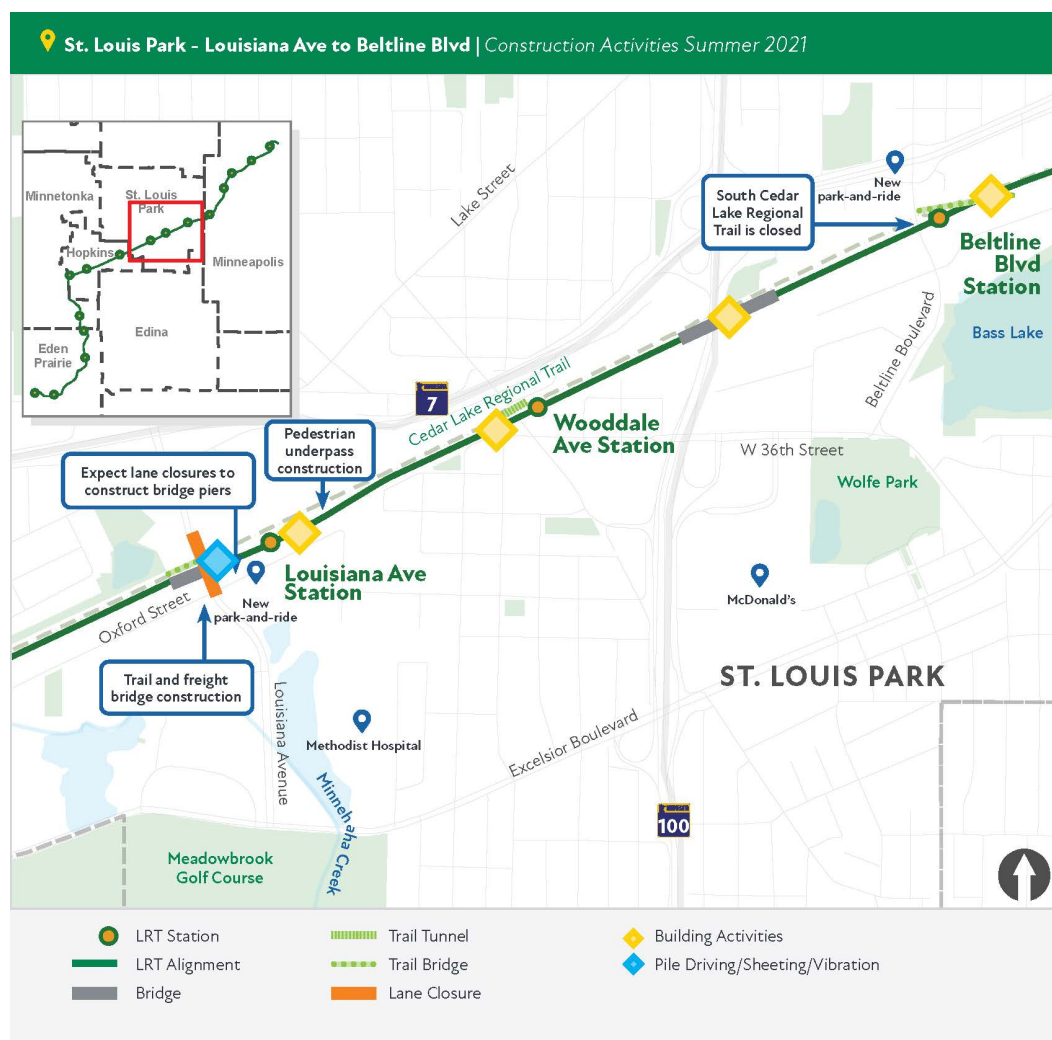 St. Louis Park - Louisiana Ave to Beltline Blvd | Construction Activities Summer 2021
Minnetonka
St. Louis
Park
Hopkins
Minneapolis
Edina
Eden
Prairie
Lake Street
South Cedar
Lake Regional
Trail is closed
New
park-and-ride
Beltline
Blvd
Station
Bass Lake
Beltline Boulevard
7
Cedar Lake Regional Trail
Wooddale
Ave Station
W 36th Street
Wolfe Park
Pedestrian
underpass
construction
Expect lane closures to
construct bridge piers
Louisiana Ave
Station
New
park-and-ride
Oxford Street
McDonald's
Trail and freight
bridge construction
ST. LOUIS PARK
Louisiana Avenue
Methodist Hospital
Excelsior Boulevard
Minnehaha Creek
100
Meadowbrook
Golf Course
LRT Station
LRT Alignment
Bridge
Trail Tunnel
Trail Bridge
Lane Closure
Building Activities
Pile Driving/Sheeting/Vibration